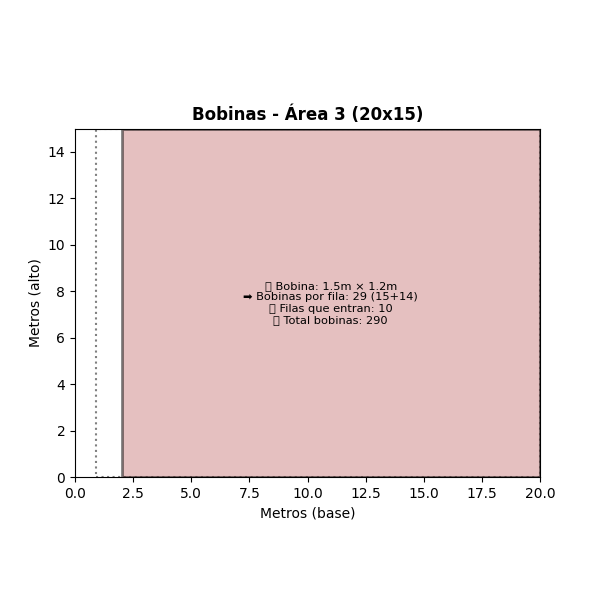 Bobinas - Área 3 (20x15)
Metros (alto)
14
12
10
8
6
4
2
0
Bobina: 1.5m × 1.2m
➡ Bobinas por fila: 29 (15+14)
Filas que entran: 10
Total bobinas: 290
0.0 2.5 5.0 7.5 10.0 12.5 15.0 17.5 20.0
Metros (base)